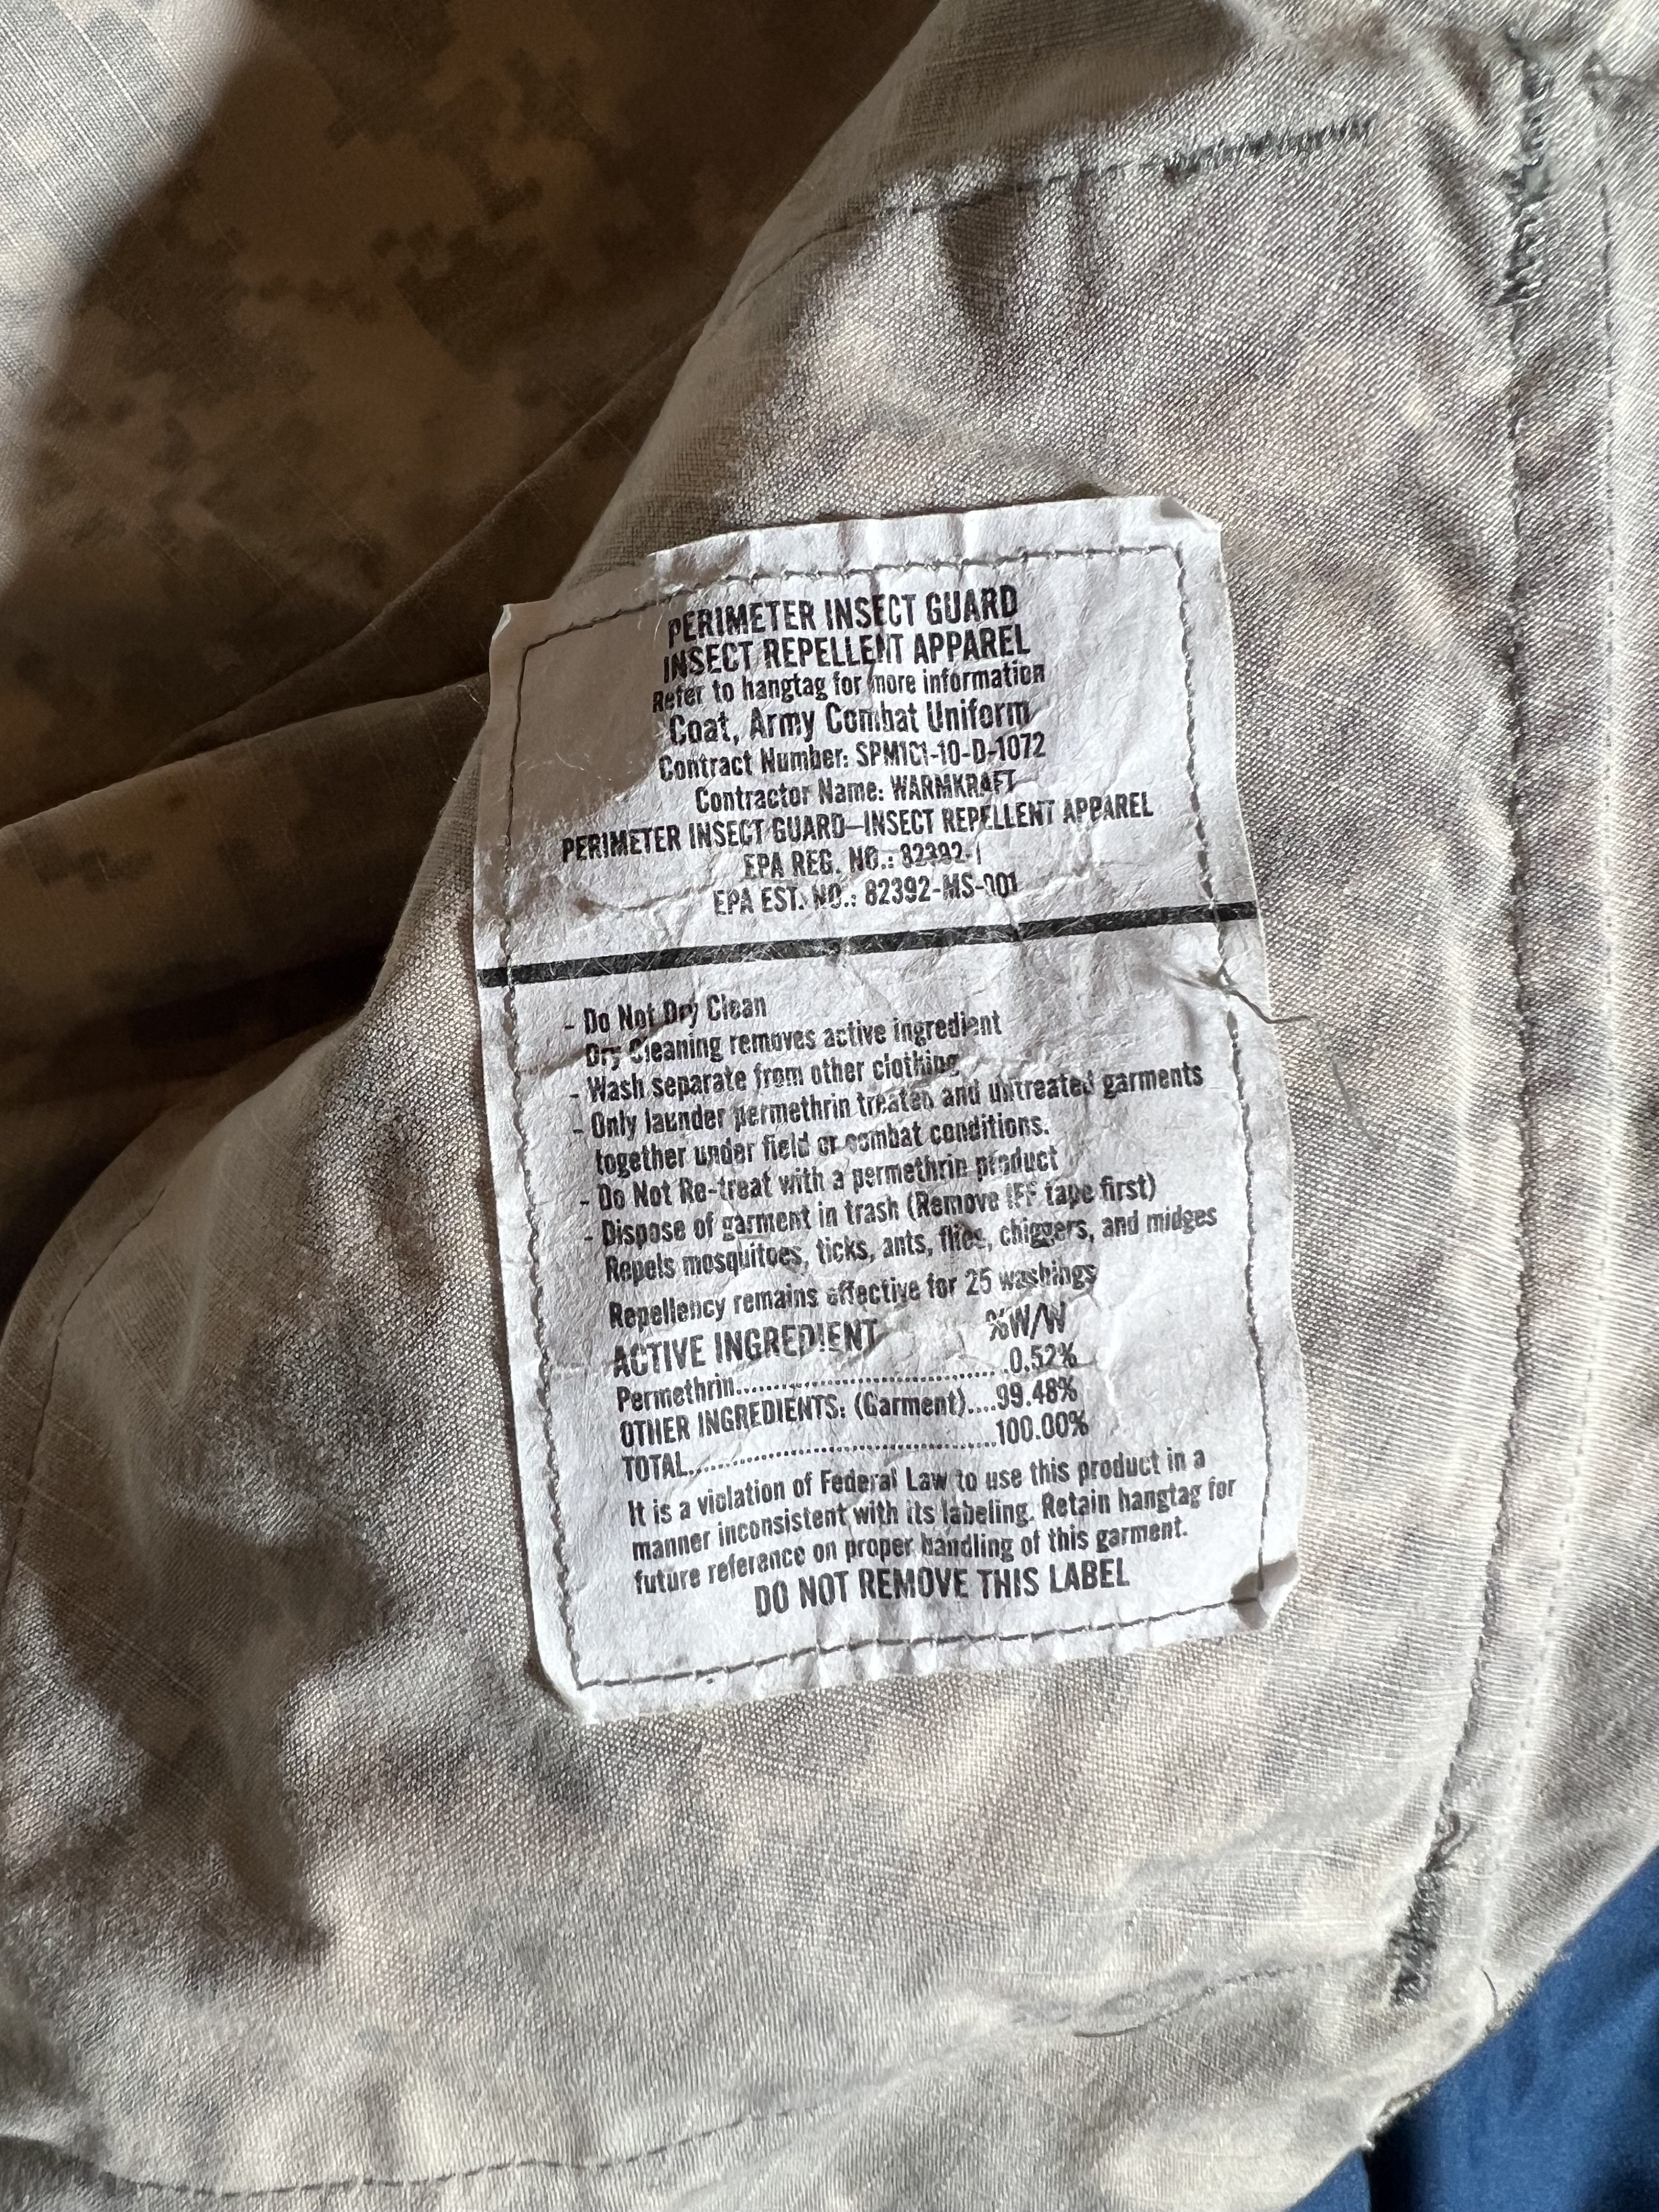 PERIMETER INSECT GUARD
INSECT REPELLENT APPAREL
Refer to hangtag for more information
Coat, Army Combat Uniform
Contract Number: SPM1C1-10-D-1072
Contractor Name: WARMKRAFT
PERIMETER INSECT GUARD—INSECT REPELLENT APPAREL
EPA REG. NO.: 82392-1
EPA EST. NO.: 82392-MS-001
- Do Not Dry Clean
Dry Cleaning removes active ingredient
- Wash separate from other clothing
- Only launder permethrin treated and untreated garments
together under field or combat conditions.
- Do Not Re-treat with a permethrin product
- Dispose of garment in trash (Remove IFF tape first)
Repels mosquitoes, ticks, ants, flies, chiggers, and midges
Repellency remains effective for 25 washings
ACTIVE INGREDIENT %W/W
Permethrin........................................0.52%
OTHER INGREDIENTS: (Garment)....99.48%
TOTAL..............................................100.00%
It is a violation of Federal Law to use this product in a
manner inconsistent with its labeling. Retain hangtag for
future reference on proper handling of this garment.
DO NOT REMOVE THIS LABEL